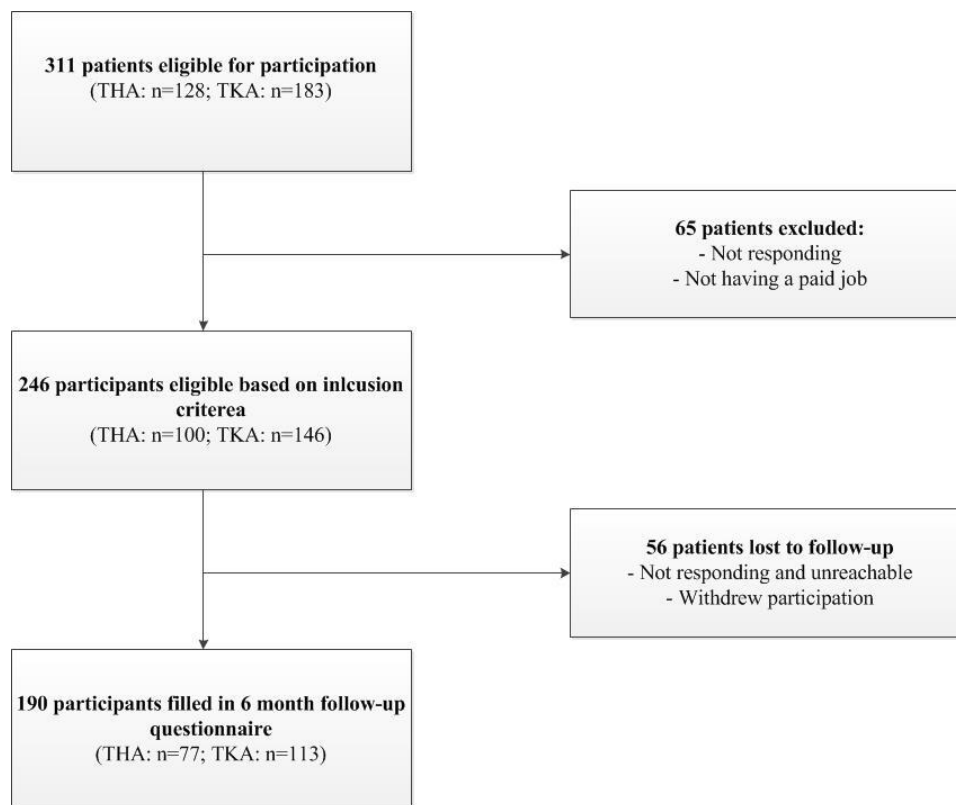 311 patients eligible for participation
(THA: n=128; TKA: n=183)
65 patients excluded:
- Not responding
- Not having a paid job
246 participants eligible based on inlcusion
criterea
(THA: n=100; TKA: n=146)
56 patients lost to follow-up
- Not responding and unreachable
- Withdrew participation
190 participants filled in 6 month follow-up
questionnaire
(THA: n=77; TKA: n=113)